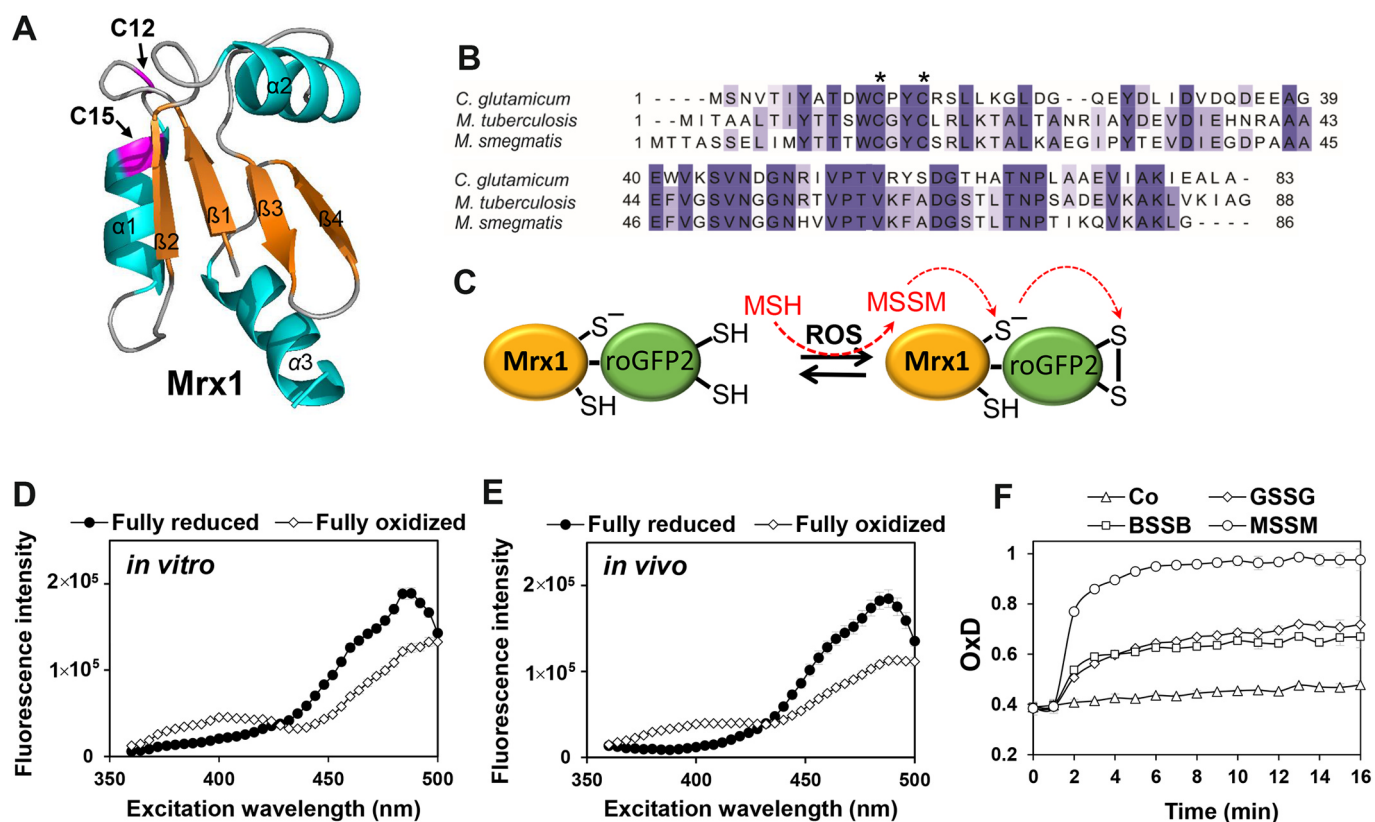 A
C12
C15
α2
α1
ß2
ß1
ß3
ß4
α3
Mrx1
B
* *
C. glutamicum 1 ----MSNVTIYATDWCPYCRSLLKGLDG--QEYDLIDVDQDEEAG 39
M. tuberculosis 1 --MITAALTIYTTSWCGYCLRLKTALTANRIAYDEVDIEHNRAAA 43
M. smegmatis 1 MTTASSELIMYTTTWCGYCSRLKTALKAEGIPYTEVDIEGDPAAA 45
C. glutamicum 40 EWVKSVNDGNRIVPTVRYSDGTHATNPLAAEVIAKIEALA- 83
M. tuberculosis 44 EFVGSVNGGNRTVPTVKFADGSTLTNPSADEVKAKLVKIAG 88
M. smegmatis 46 EFVGSVNGGNHVVPTVKFADGSTLTNPTIKQVKAKLG---- 86
C
MSH
MSSM
ROS
Mrx1
roGFP2
S–
SH
SH
SH
Mrx1
roGFP2
S–
SH
S
S
D
Fully reduced
Fully oxidized
in vitro
Fluorescence intensity
2×10⁵
1×10⁵
0
350 400 450 500
Excitation wavelength (nm)
E
Fully reduced
Fully oxidized
in vivo
Fluorescence intensity
2×10⁵
1×10⁵
0
350 400 450 500
Excitation wavelength (nm)
F
Co
GSSG
BSSB
MSSM
OxD
1
0.8
0.6
0.4
0.2
0 2 4 6 8 10 12 14 16
Time (min)